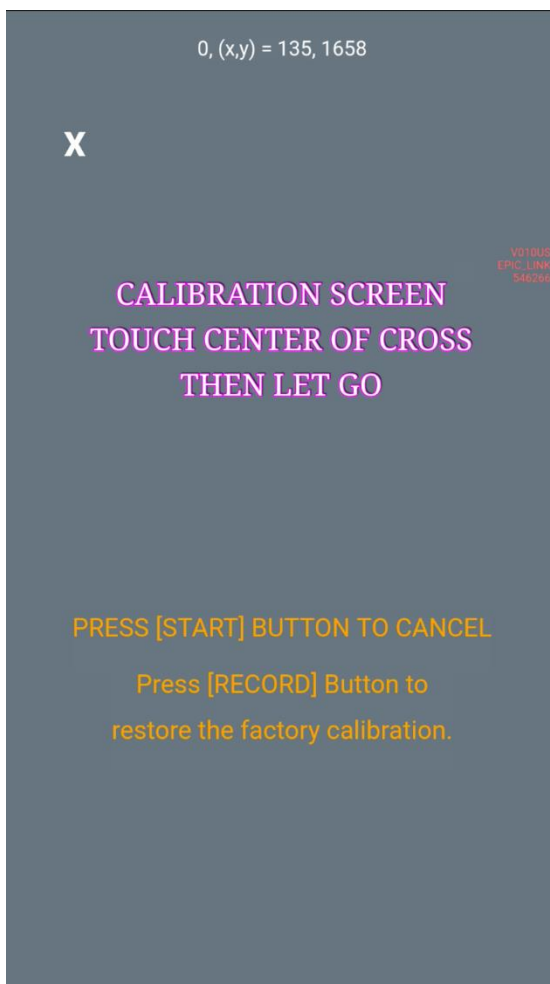 0, (x,y) = 135, 1658
X
V010US
EPIC_LINK
546266
CALIBRATION SCREEN
TOUCH CENTER OF CROSS
THEN LET GO
PRESS [START] BUTTON TO CANCEL
Press [RECORD] Button to
restore the factory calibration.